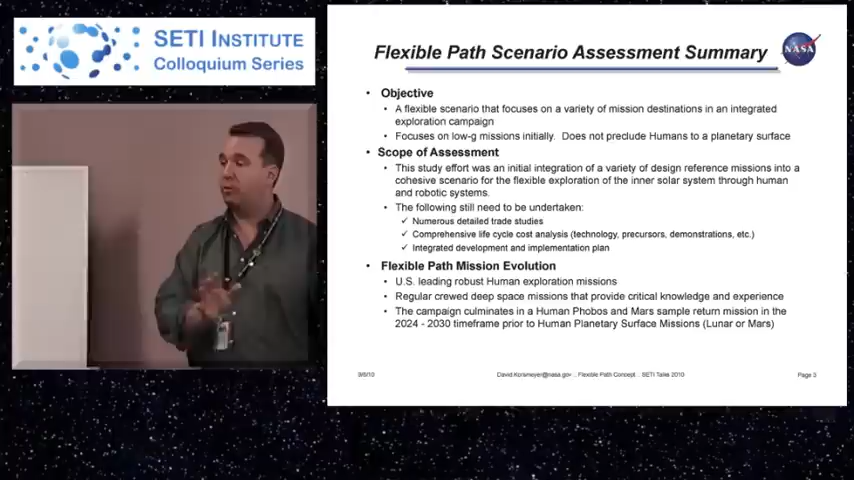 SETI INSTITUTE
Colloquium Series
Flexible Path Scenario Assessment Summary
NASA
• Objective
• A flexible scenario that focuses on a variety of mission destinations in an integrated
exploration campaign
• Focuses on low-g missions initially. Does not preclude Humans to a planetary surface
• Scope of Assessment
• This study effort was an initial integration of a variety of design reference missions into a
cohesive scenario for the flexible exploration of the inner solar system through human
and robotic systems.
• The following still need to be undertaken:
✓ Numerous detailed trade studies
✓ Comprehensive life cycle cost analysis (technology, precursors, demonstrations, etc.)
✓ Integrated development and implementation plan
• Flexible Path Mission Evolution
• U.S. leading robust Human exploration missions
• Regular crewed deep space missions that provide critical knowledge and experience
• The campaign culminates in a Human Phobos and Mars sample return mission in the
2024 - 2030 timeframe prior to Human Planetary Surface Missions (Lunar or Mars)
David.Korsmeyer@nasa.gov .. Flexible Path Concept .. SETI Talks 2010
Page 3